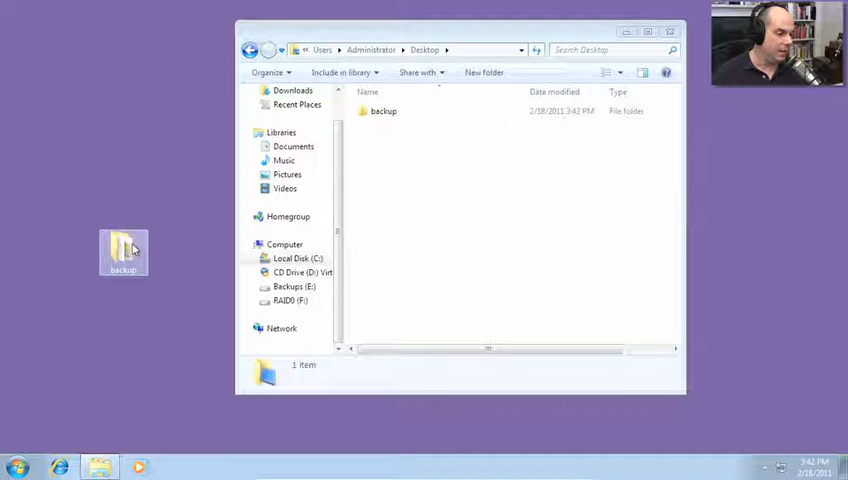 « Users ▸ Administrator ▸ Desktop ▸
Search Desktop
Organize ▾ Include in library ▾ Share with ▾ New folder
Downloads
Recent Places
Libraries
Documents
Music
Pictures
Videos
Homegroup
Computer
Local Disk (C:)
CD Drive (D:) Virt
Backups (E:)
RAID0 (F:)
Network
Name Date modified Type
backup 2/18/2011 3:42 PM File folder
1 item
backup
3:42 PM
2/18/2011